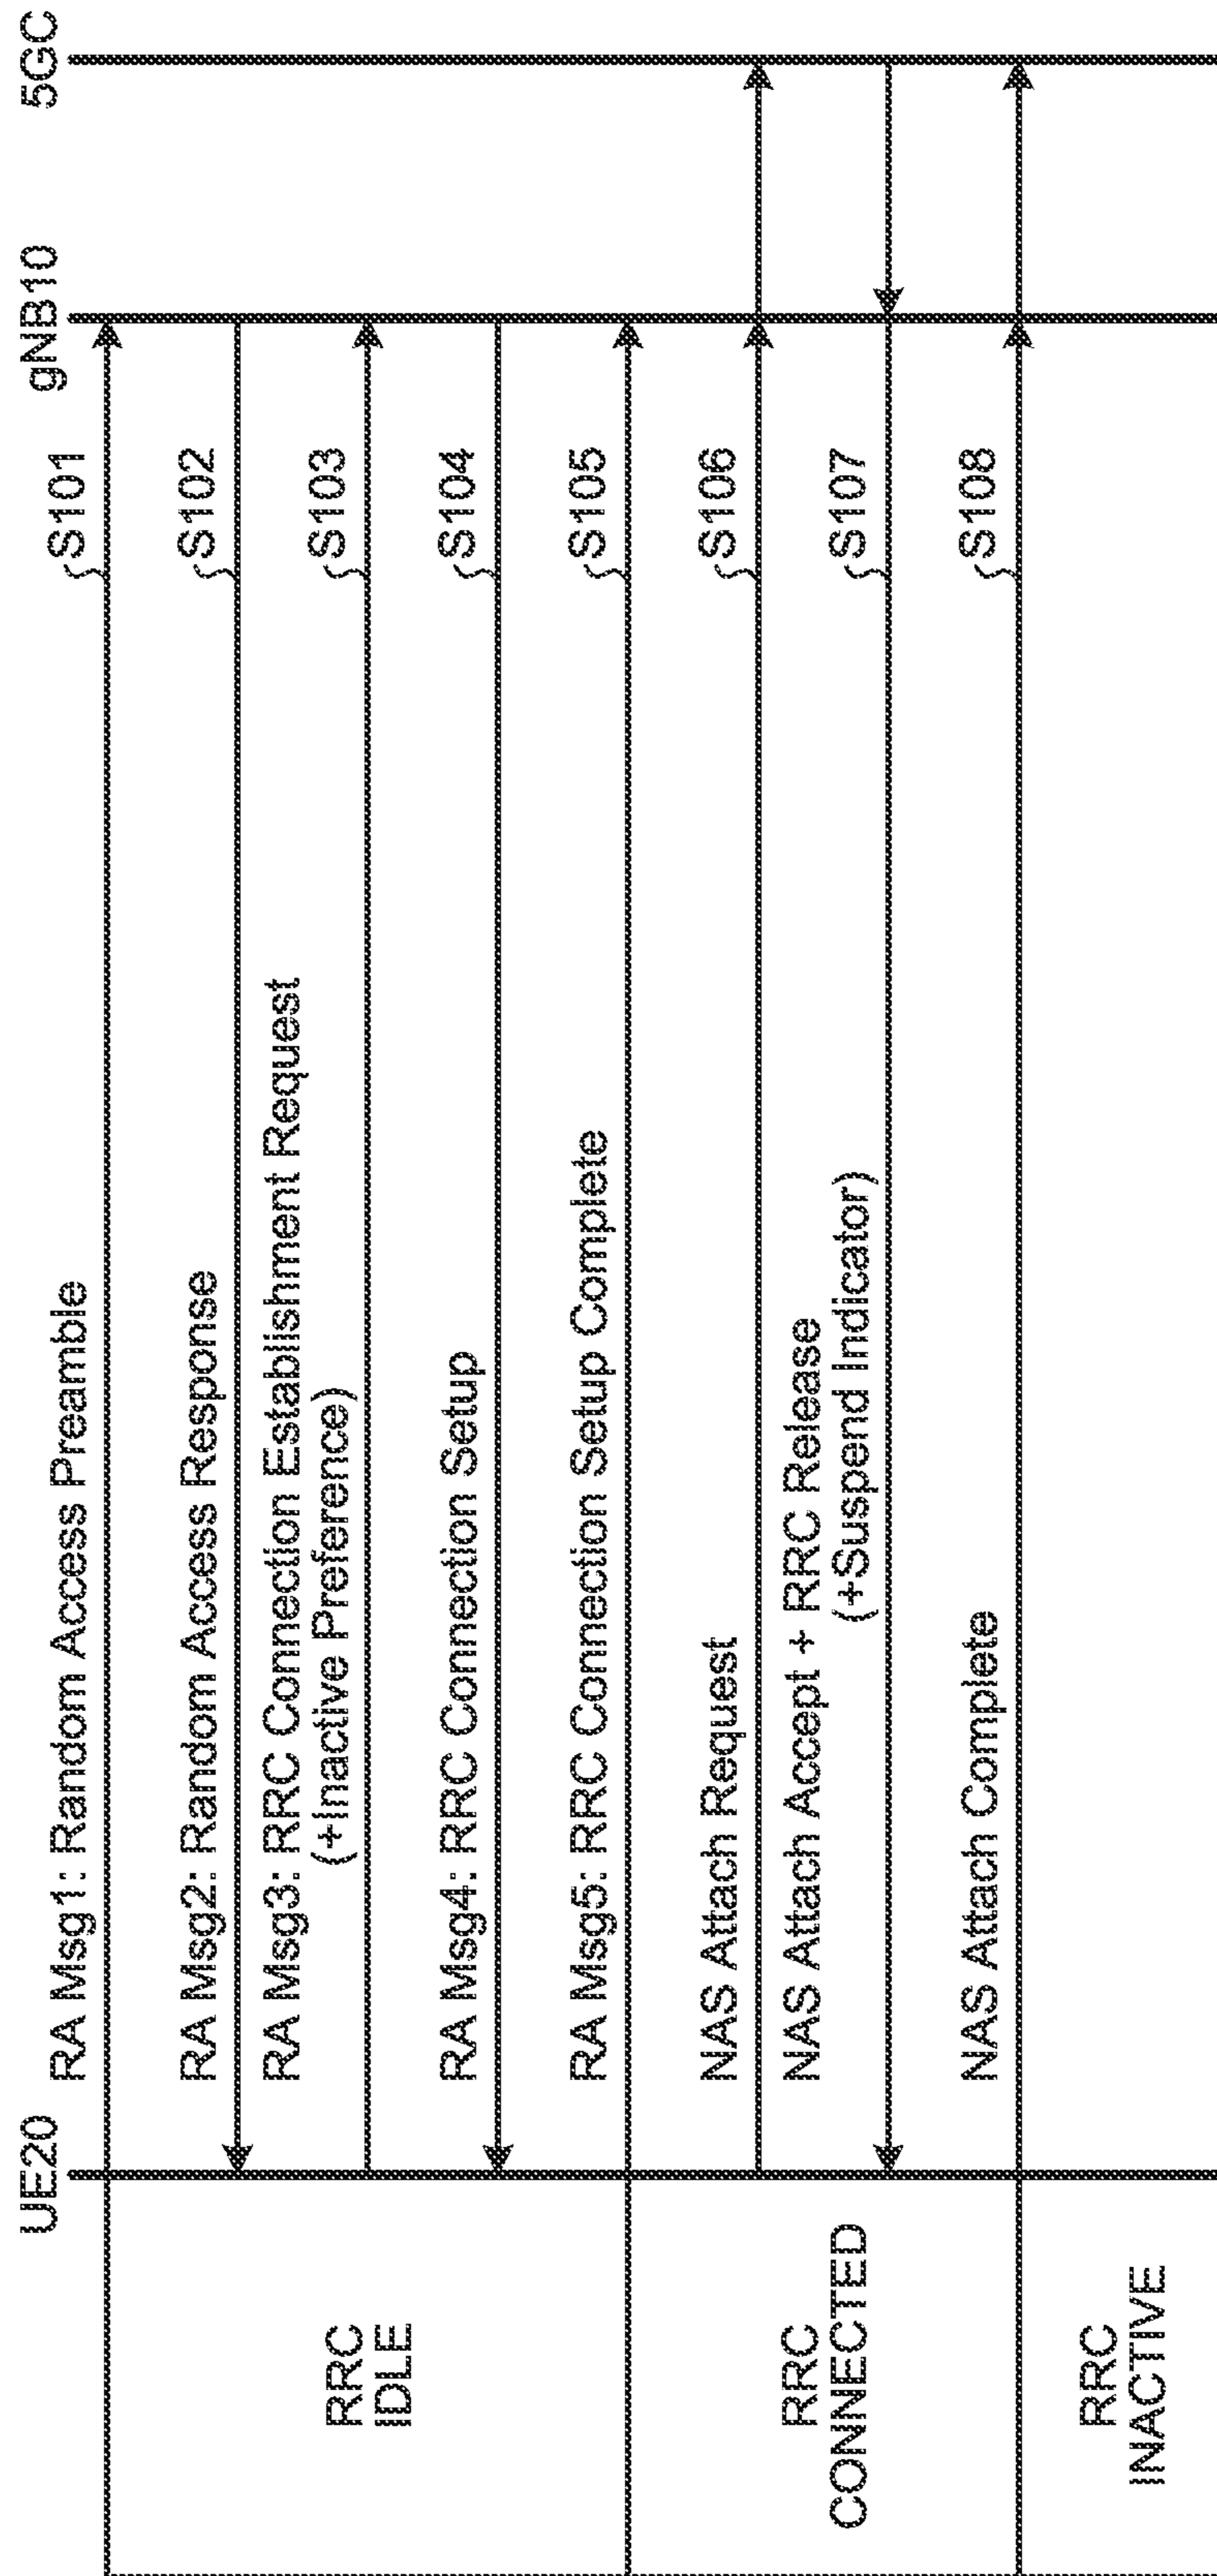 UE20
gNB10
5GC
RA Msg1: Random Access Preamble
S101
RA Msg2: Random Access Response
S102
RA Msg3: RRC Connection Establishment Request
(+Inactive Preference)
S103
RRC
IDLE
RA Msg4: RRC Connection Setup
S104
RA Msg5: RRC Connection Setup Complete
S105
NAS Attach Request
S106
RRC
CONNECTED
NAS Attach Accept + RRC Release
(+Suspend Indicator)
S107
NAS Attach Complete
S108
RRC
INACTIVE